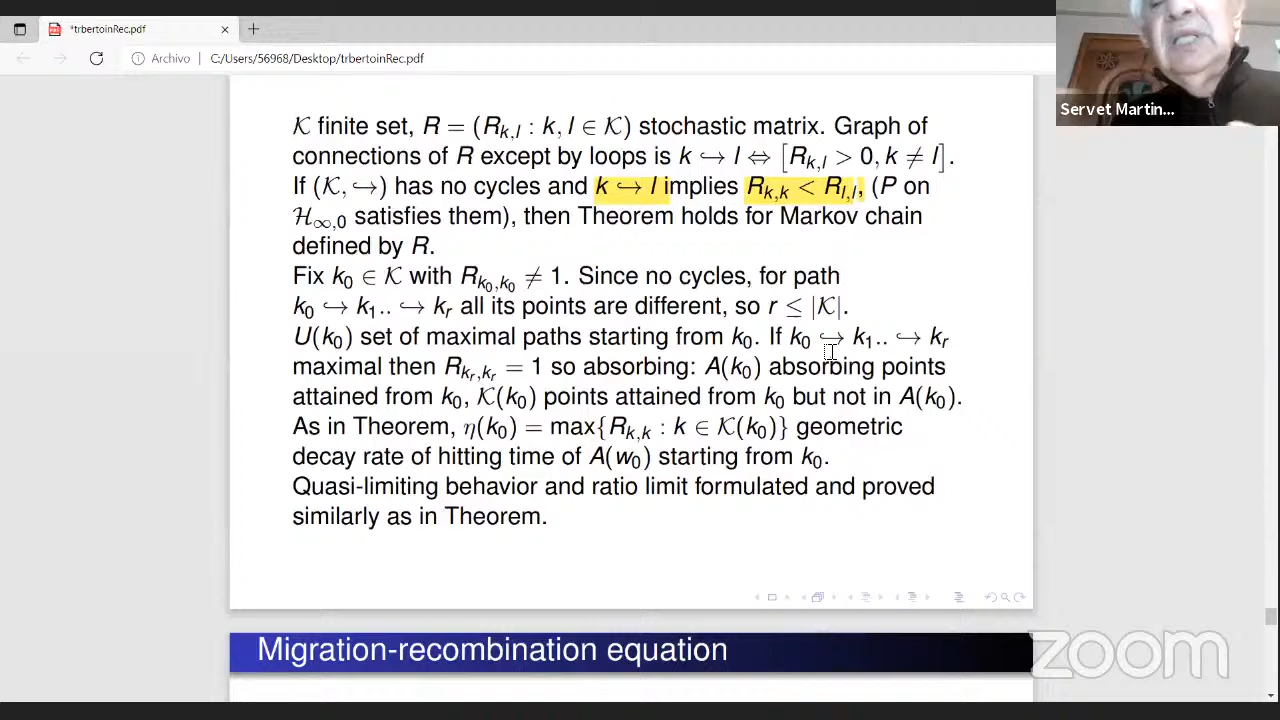 *trbertoinRec.pdf
Archivo | C:/Users/56968/Desktop/trbertoinRec.pdf
Servet Martin...
𝒦 finite set, R = (R_{k,l} : k, l ∈ 𝒦) stochastic matrix. Graph of
connections of R except by loops is k ↪ l ⇔ [R_{k,l} > 0, k ≠ l].
If (𝒦, ↪) has no cycles and k ↪ l implies R_{k,k} < R_{l,l}, (P on
ℋ_{∞,0} satisfies them), then Theorem holds for Markov chain
defined by R.
Fix k_0 ∈ 𝒦 with R_{k_0,k_0} ≠ 1. Since no cycles, for path
k_0 ↪ k_1.. ↪ k_r all its points are different, so r ≤ |𝒦|.
U(k_0) set of maximal paths starting from k_0. If k_0 ↪ k_1.. ↪ k_r
maximal then R_{k_r,k_r} = 1 so absorbing: A(k_0) absorbing points
attained from k_0, 𝒦(k_0) points attained from k_0 but not in A(k_0).
As in Theorem, η(k_0) = max{R_{k,k} : k ∈ 𝒦(k_0)} geometric
decay rate of hitting time of A(w_0) starting from k_0.
Quasi-limiting behavior and ratio limit formulated and proved
similarly as in Theorem.
Migration-recombination equation
zoom